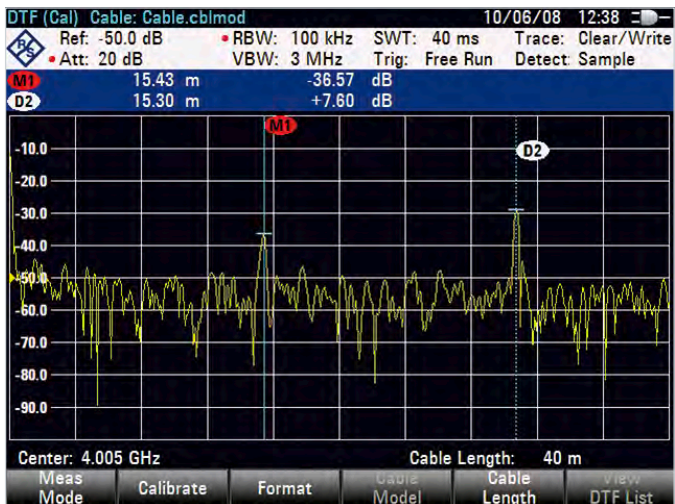 DTF (Cal) Cable: Cable.cblmod 10/06/08 12:38
Ref: -50.0 dB RBW: 100 kHz SWT: 40 ms Trace: Clear/Write
Att: 20 dB VBW: 3 MHz Trig: Free Run Detect: Sample
M1 15.43 m -36.57 dB
D2 15.30 m +7.60 dB
M1
D2
-10.0
-20.0
-30.0
-40.0
-50.0
-60.0
-70.0
-80.0
-90.0
Center: 4.005 GHz Cable Length: 40 m
Meas Mode Calibrate Format Cable Model Cable Length View DTF List